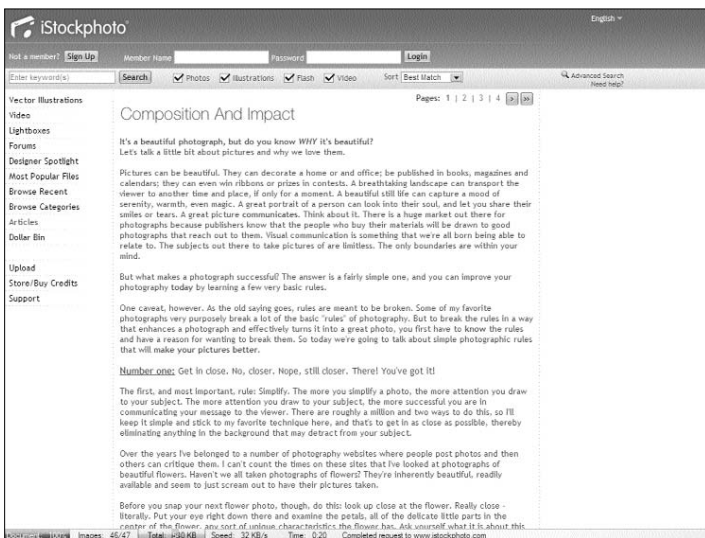 iStockphoto
English
Not a member? Sign Up Member Name Password Login
Enter keyword(s) Search Photos Illustrations Flash Video Sort Best Match Advanced Search
Need help?
Vector Illustrations
Video
Lightboxes
Forums
Designer Spotlight
Most Popular Files
Browse Recent
Browse Categories
Articles
Dollar Bin
Upload
Store/Buy Credits
Support
Pages: 1 | 2 | 3 | 4 > »
Composition And Impact
It's a beautiful photograph, but do you know WHY it's beautiful?
Let's talk a little bit about pictures and why we love them.
Pictures can be beautiful. They can decorate a home or and office; be published in books, magazines and
calendars; they can even win ribbons or prizes in contests. A breathtaking landscape can transport the
viewer to another time and place, if only for a moment. A beautiful still life can capture a mood of
serenity, warmth, even magic. A great portrait of a person can look into their soul, and let you share their
smiles or tears. A great picture communicates. Think about it. There is a huge market out there for
photographs because publishers know that the people who buy their materials will be drawn to good
photographs that reach out to them. Visual communication is something that we're all born being able to
relate to. The subjects out there to take pictures of are limitless. The only boundaries are within your
mind.
But what makes a photograph successful? The answer is a fairly simple one, and you can improve your
photography today by learning a few very basic rules.
One caveat, however. As the old saying goes, rules are meant to be broken. Some of my favorite
photographs very purposely break a lot of the basic "rules" of photography. But to break the rules in a way
that enhances a photograph and effectively turns it into a great photo, you first have to know the rules
and have a reason for wanting to break them. So today we're going to talk about simple photographic rules
that will make your pictures better.
Number one: Get in close. No, closer. Nope, still closer. There! You've got it!
The first, and most important, rule: Simplify. The more you simplify a photo, the more attention you draw
to your subject. The more attention you draw to your subject, the more successful you are in
communicating your message to the viewer. There are roughly a million and two ways to do this, so I'll
keep it simple and stick to my favorite technique here, and that's to get in as close as possible, thereby
eliminating anything in the background that may detract from your subject.
Over the years I've belonged to a number of photography websites where people post photos and then
others can critique them. I can't count the times on these sites that I've looked at photographs of
beautiful flowers. Haven't we all taken photographs of flowers? They're inherently beautiful, readily
available and seem to just scream out to have their pictures taken.
Before you snap your next flower photo, though, do this: look up close at the flower. Really close -
literally. Put your eye right down there and examine the petals, all of the delicate little parts in the
center of the flower, any sort of unique characteristics the flower has. Ask yourself what it is about this
Document: 100% Images: 45/47 Total: KB Speed: 32 KB/s Time: 0:20 Completed request to www.istockphoto.com